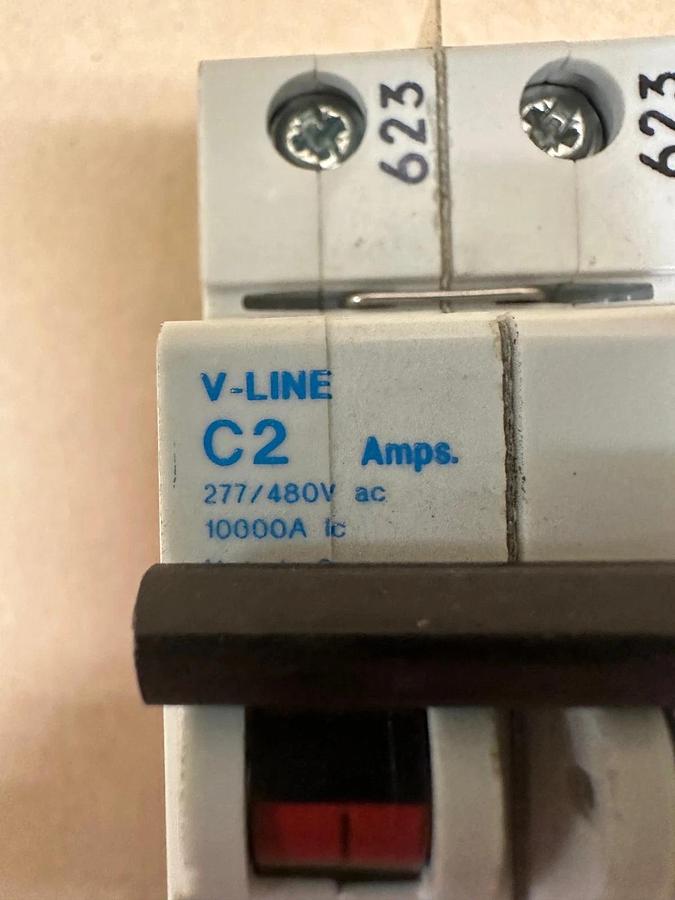 623
623
V-LINE
C2 Amps.
277/480V ac
10000A Ic